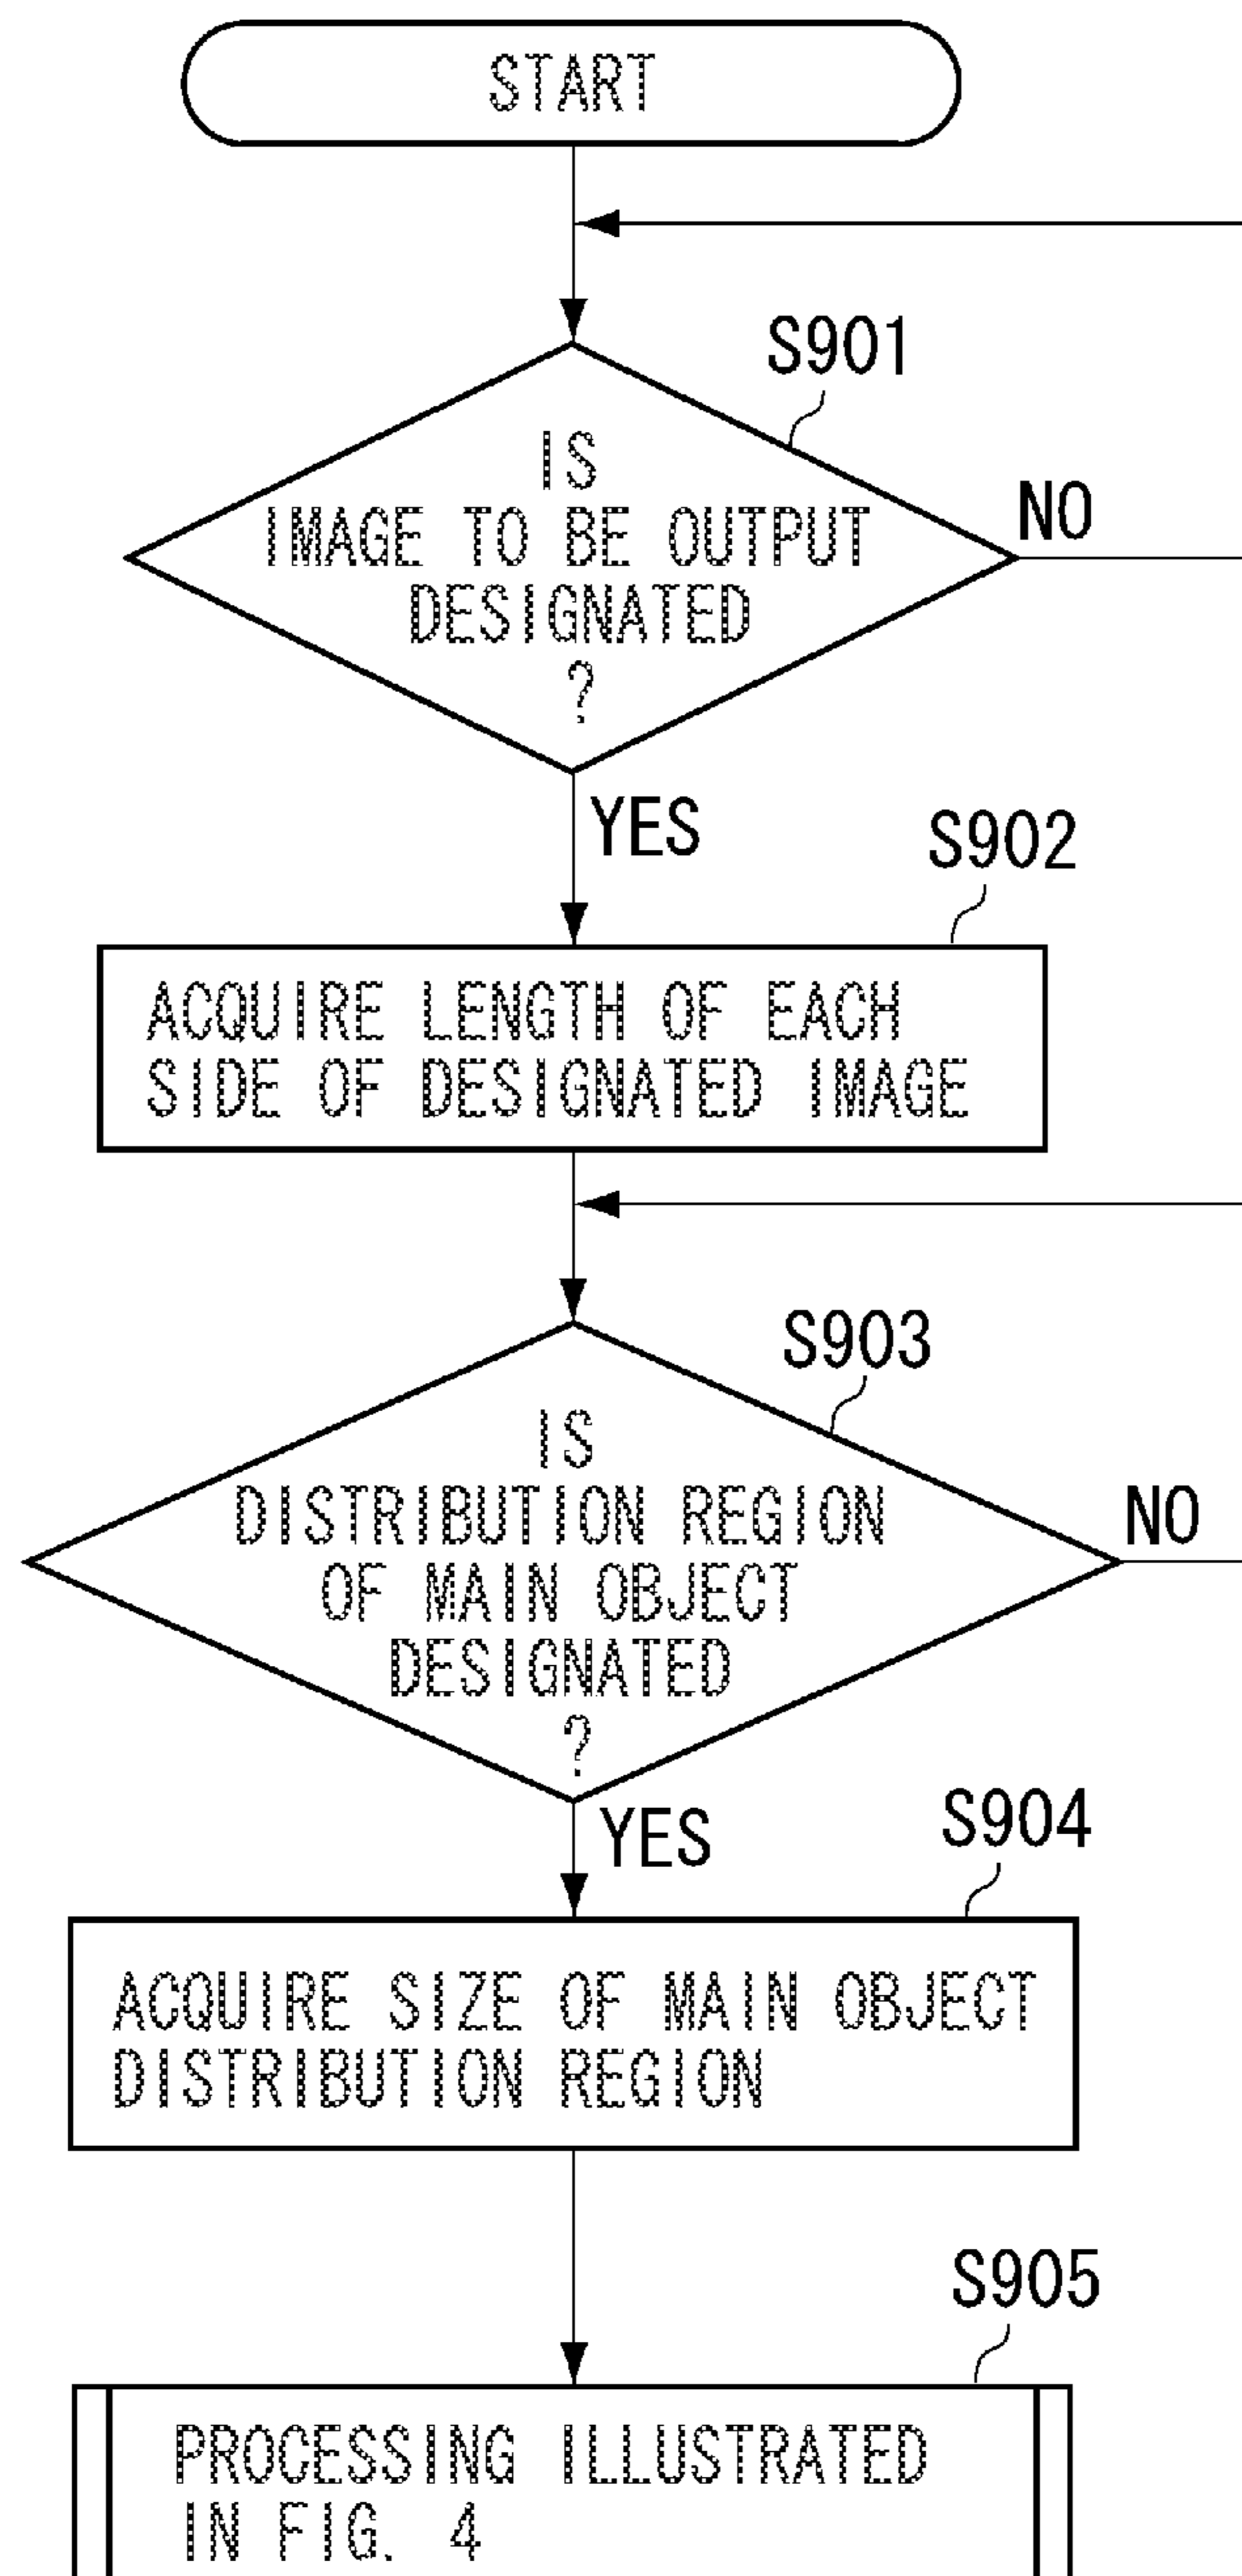 START
S901
IS
IMAGE TO BE OUTPUT
DESIGNATED
?
NO
YES
S902
ACQUIRE LENGTH OF EACH
SIDE OF DESIGNATED IMAGE
S903
IS
DISTRIBUTION REGION
OF MAIN OBJECT
DESIGNATED
?
NO
YES
S904
ACQUIRE SIZE OF MAIN OBJECT
DISTRIBUTION REGION
S905
PROCESSING ILLUSTRATED
IN FIG. 4